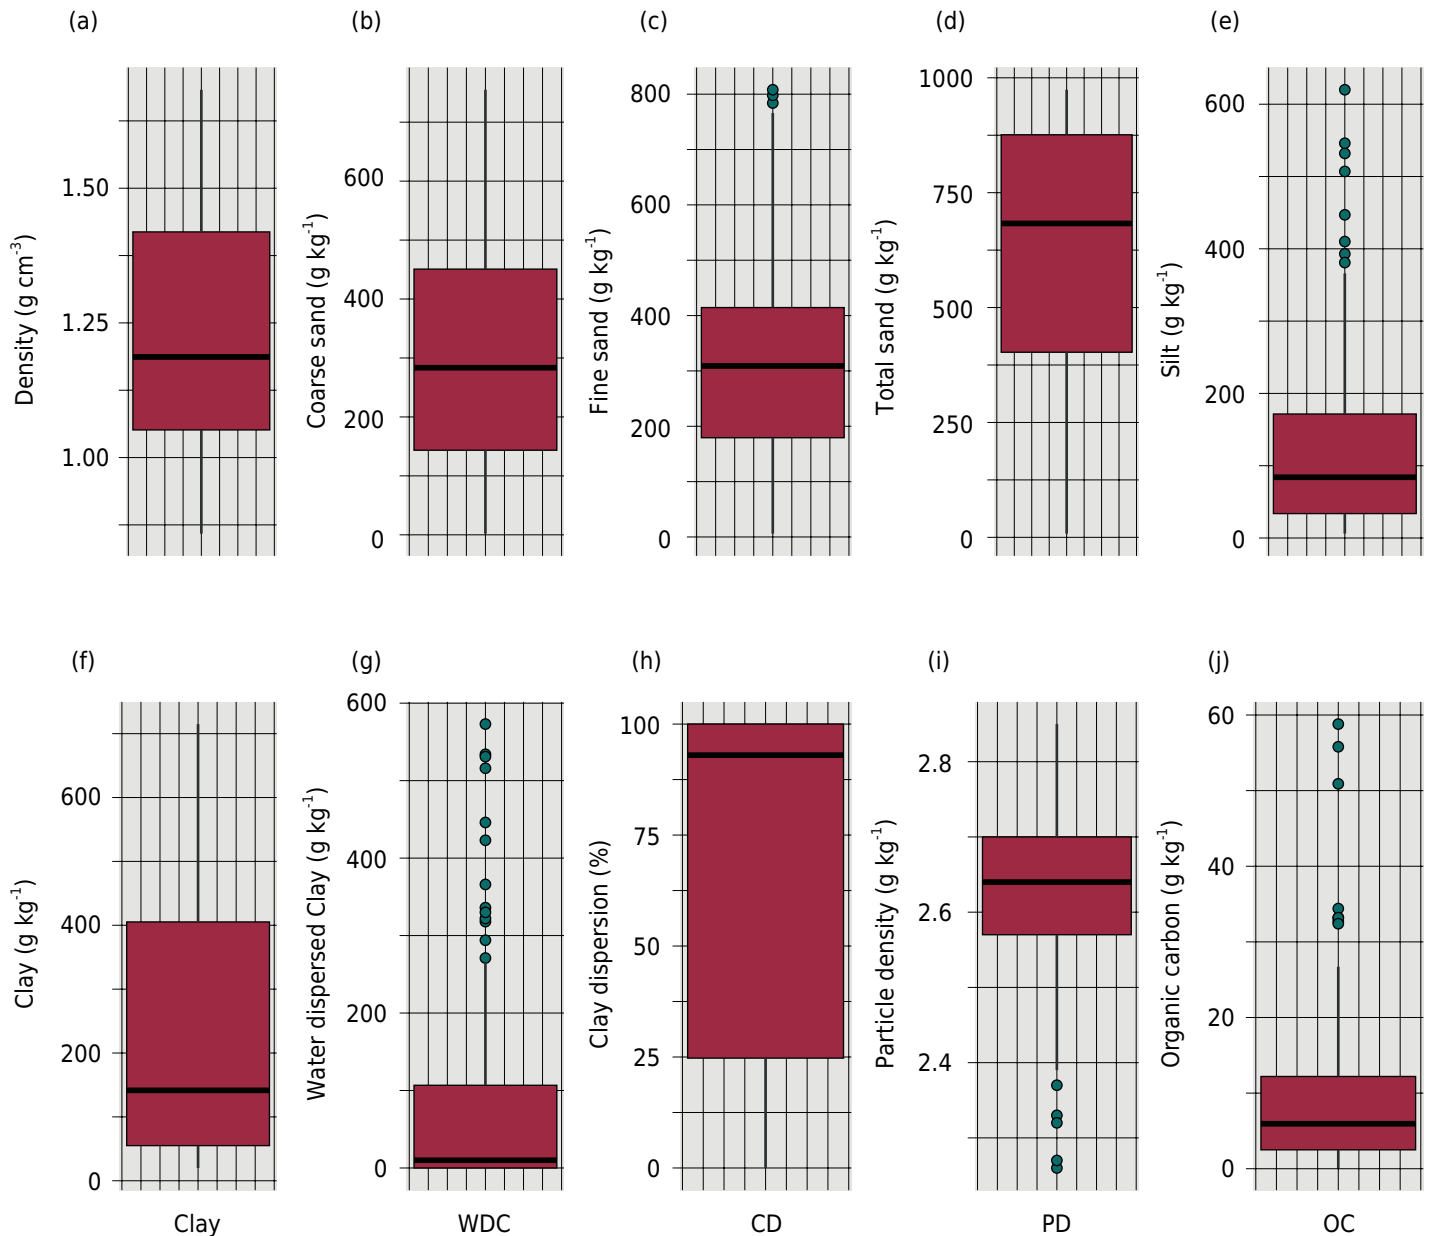 (a)
Density (g cm⁻³)
1.50
1.25
1.00
(b)
Coarse sand (g kg⁻¹)
600
400
200
0
(c)
Fine sand (g kg⁻¹)
800
600
400
200
0
(d)
Total sand (g kg⁻¹)
1000
750
500
250
0
(e)
Silt (g kg⁻¹)
600
400
200
0
(f)
Clay (g kg⁻¹)
600
400
200
0
Clay
(g)
Water dispersed Clay (g kg⁻¹)
600
400
200
0
WDC
(h)
Clay dispersion (%)
100
75
50
25
0
CD
(i)
Particle density (g kg⁻¹)
2.8
2.6
2.4
PD
(j)
Organic carbon (g kg⁻¹)
60
40
20
0
OC